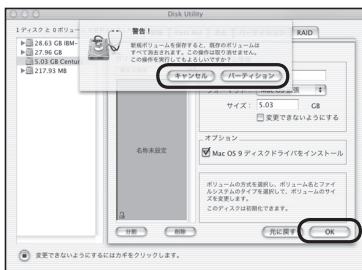 Disk Utility
1 ディスク と 0 ボリュー
28.63 GB IBM-
27.96 GB
5.03 GB Centur
217.93 MB
警告！
新規ボリュームを保存すると、既存のボリュームは
すべて消去されます。この操作は取り消せません。
この操作を実行してもよろしいですか？
キャンセル
パーティション
RAID
サイズ： 5.03 GB
変更できないようにする
名称未設定
オプション
Mac OS 9 ディスクドライバをインストール
ボリュームの方式を選択し、ボリューム名とファイ
ルシステムのタイプを選択して、ボリュームのサイ
ズを変更します。
このディスクは初期化できます。
分割
削除
元に戻す
OK
変更できないようにするにはカギをクリックします。